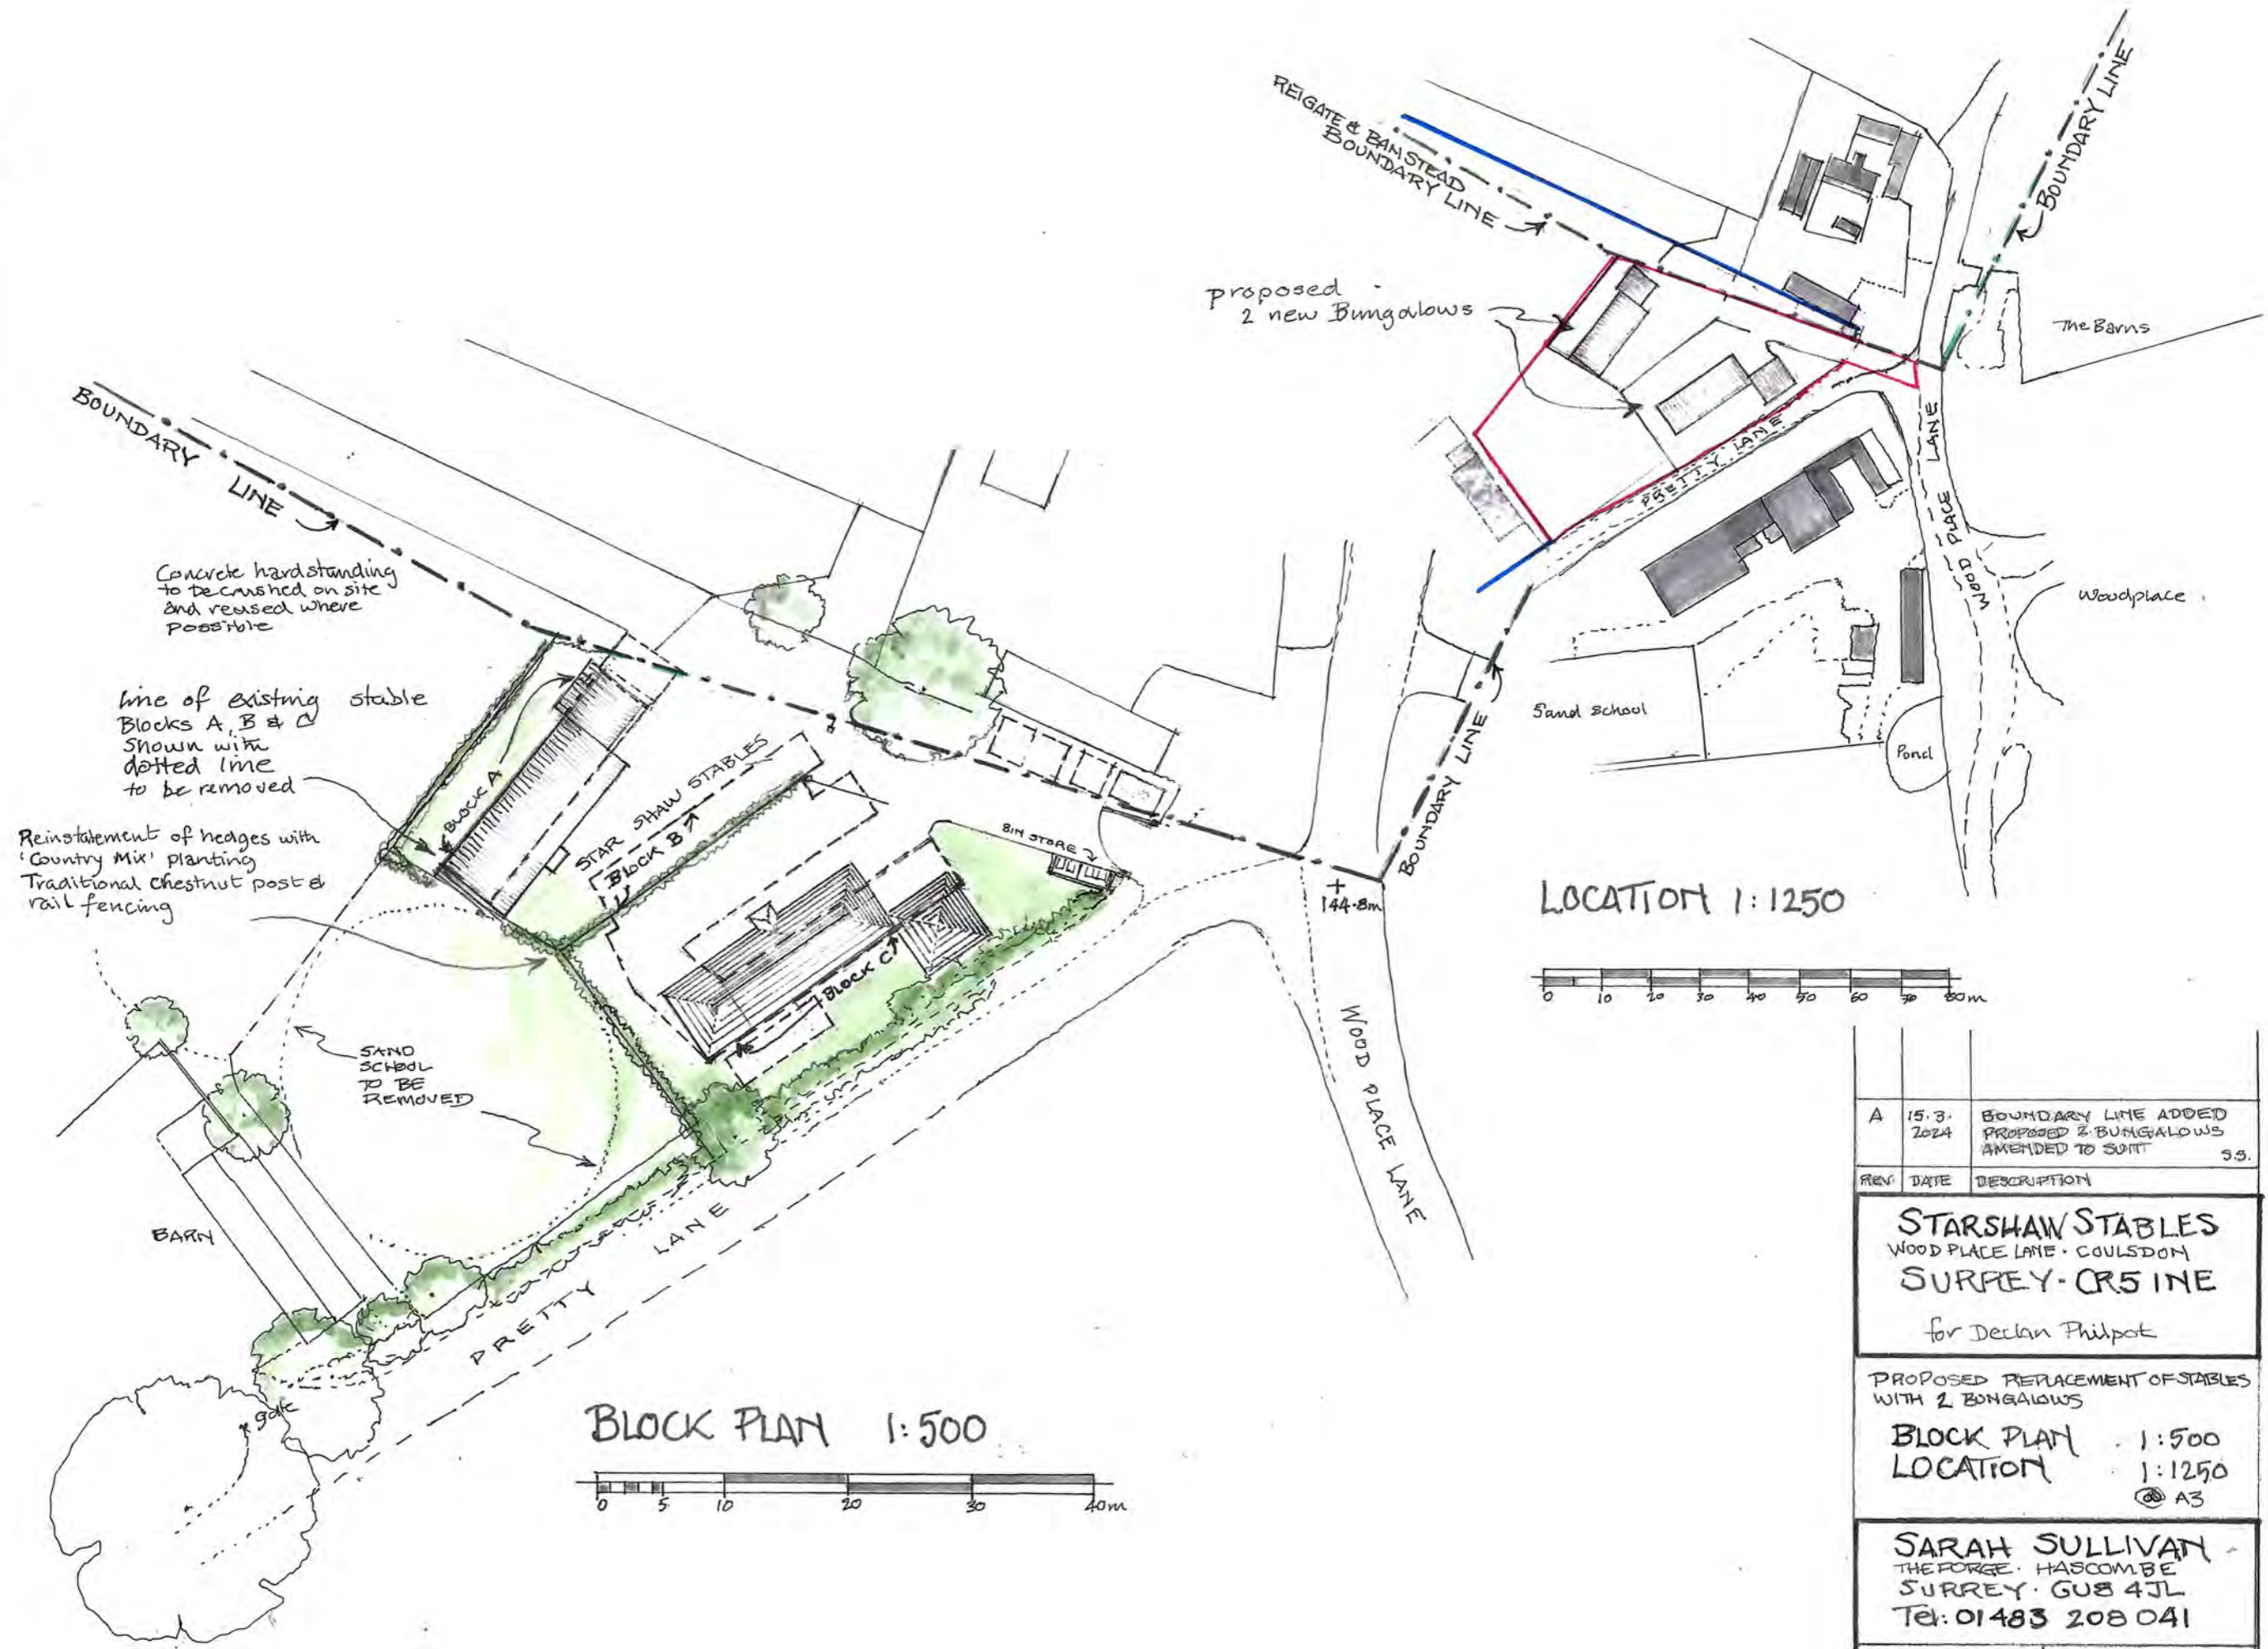 REIGATE & BAMSTEAD
BOUNDARY LINE
BOUNDARY LINE
proposed
2 new Bungalows
The Barns
PRETTY LANE
WOOD PLACE LANE
Woodplace
Sand School
Pond
BOUNDARY LINE
LOCATION 1:1250
0 10 20 30 40 50 60 70 80m
BOUNDARY LINE
Concrete hardstanding
to be crushed on site
and reused where
possible
Line of existing stable
Blocks A, B & C
Shown with
dotted line
to be removed
Reinstatement of hedges with
'Country Mix' planting
Traditional Chestnut post &
rail fencing
BLOCK A
STAR SHAW STABLES
BLOCK B
BIN STORE
BLOCK C
144.8m
WOOD PLACE LANE
SAND
SCHOOL
TO BE
REMOVED
BARN
PRETTY LANE
gate
BLOCK PLAN 1:500
0 5 10 20 30 40m
A 15.3. 2024 BOUNDARY LINE ADDED
PROPOSED 2 BUNGALOWS
AMENDED TO SUIT S.S.
REV DATE DESCRIPTION
STARSHAW STABLES
WOOD PLACE LANE · COULSDON
SURREY · CR5 1NE
for Declan Philpot
PROPOSED REPLACEMENT OF STABLES
WITH 2 BUNGALOWS
BLOCK PLAN 1:500
LOCATION 1:1250
@ A3
SARAH SULLIVAN
THE FORGE · HASCOMBE
SURREY · GU8 4JL
Tel: 01483 208 041